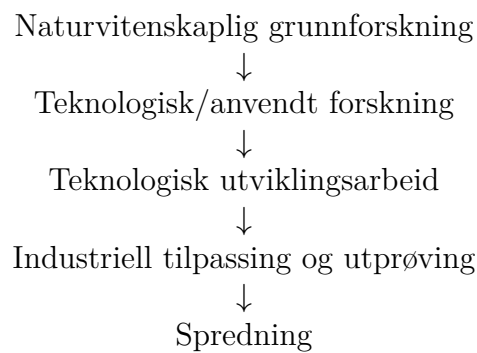 Naturvitenskaplig grunnforskning
↓
Teknologisk/anvendt forskning
↓
Teknologisk utviklingsarbeid
↓
Industriell tilpassing og utprøving
↓
Spredning